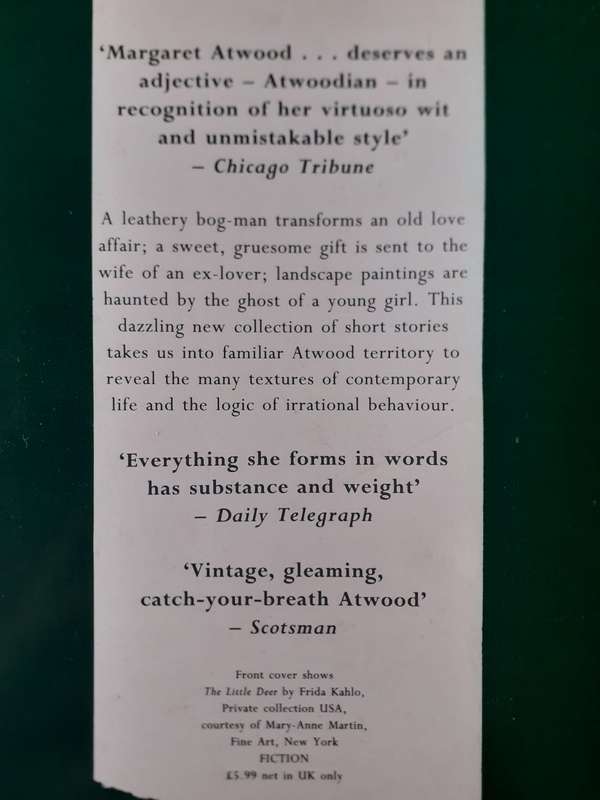 ‘Margaret Atwood . . . deserves an
adjective – Atwoodian – in
recognition of her virtuoso wit
and unmistakable style’
– Chicago Tribune
A leathery bog-man transforms an old love
affair; a sweet, gruesome gift is sent to the
wife of an ex-lover; landscape paintings are
haunted by the ghost of a young girl. This
dazzling new collection of short stories
takes us into familiar Atwood territory to
reveal the many textures of contemporary
life and the logic of irrational behaviour.
‘Everything she forms in words
has substance and weight’
– Daily Telegraph
‘Vintage, gleaming,
catch-your-breath Atwood’
– Scotsman
Front cover shows
The Little Deer by Frida Kahlo,
Private collection USA,
courtesy of Mary-Anne Martin,
Fine Art, New York
FICTION
£5.99 net in UK only